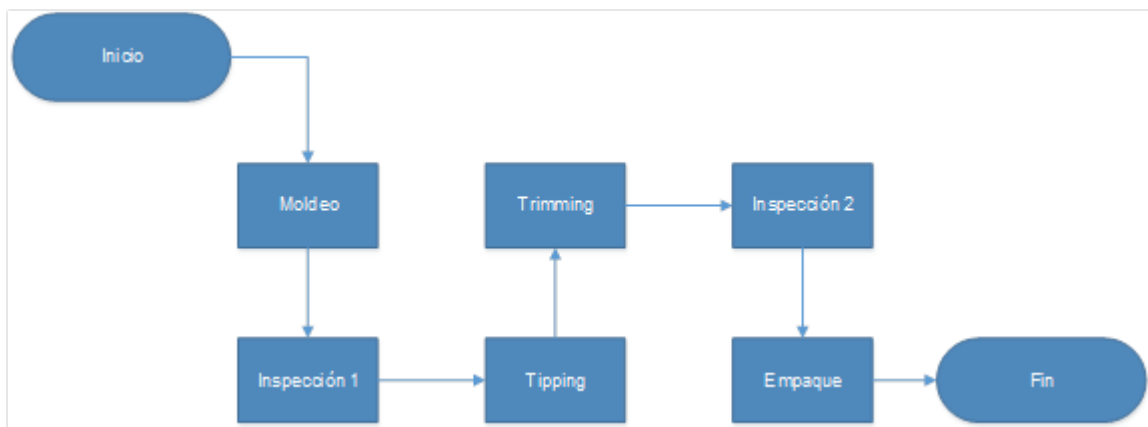 Inicio
Moldeo
Inspección 1
Tipping
Trimming
Inspección 2
Empaque
Fin